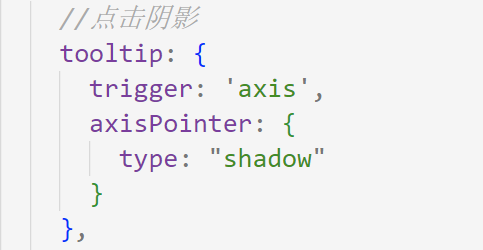 //点击阴影
tooltip: {
trigger: 'axis',
axisPointer: {
type: "shadow"
}
},